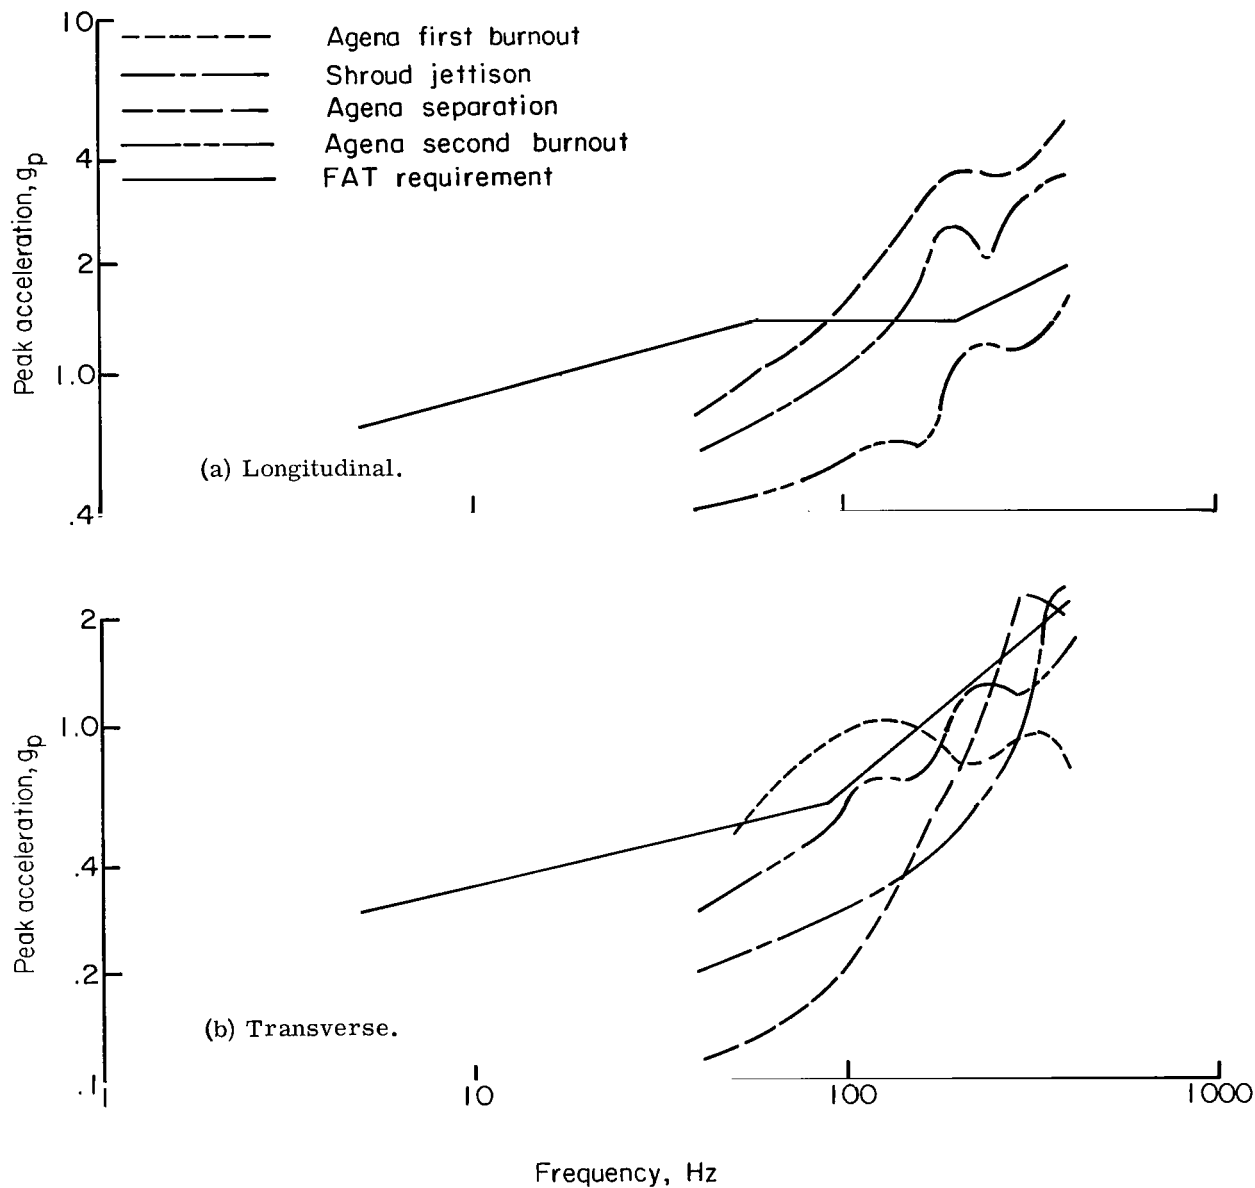 10
Agena first burnout
Shroud jettison
Agena separation
Agena second burnout
FAT requirement
4
2
1.0
.4
Peak acceleration, gp
(a) Longitudinal.
2
1.0
.4
.2
.1
Peak acceleration, gp
(b) Transverse.
1 10 100 1000
Frequency, Hz